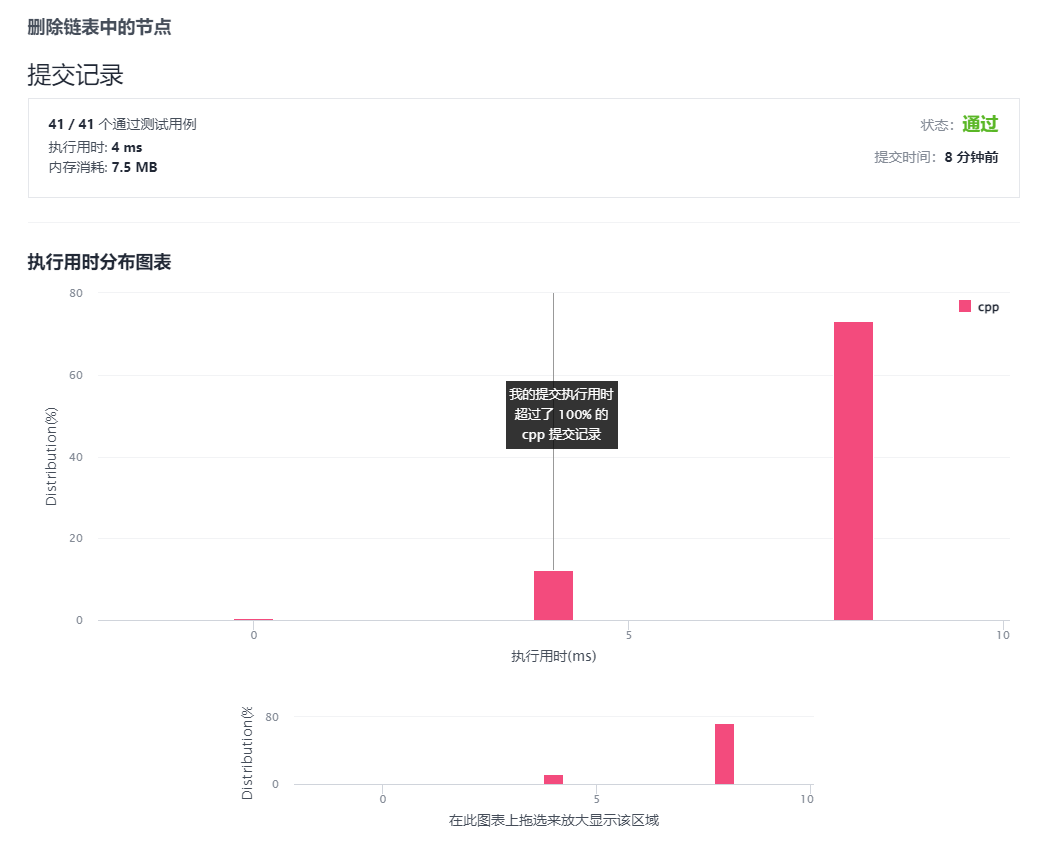 删除链表中的节点
提交记录
41 / 41 个通过测试用例
状态：通过
执行用时: 4 ms
提交时间：8 分钟前
内存消耗: 7.5 MB
执行用时分布图表
80
cpp
60
我的提交执行用时
超过了 100% 的
cpp 提交记录
40
Distribution(%)
20
0
0
5
10
执行用时(ms)
80
Distribution(%
0
0
5
10
在此图表上拖选来放大显示该区域